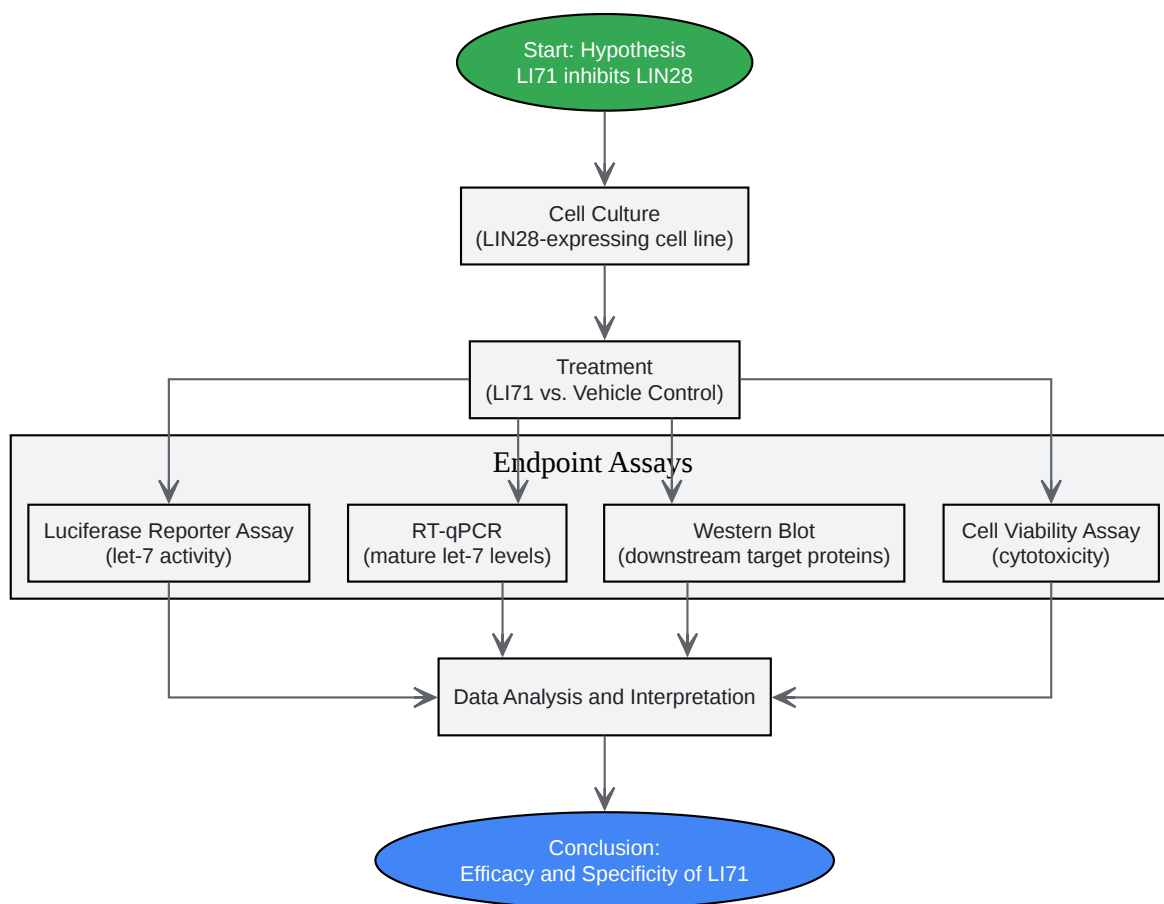 Start: Hypothesis
LI71 inhibits LIN28
Cell Culture
(LIN28-expressing cell line)
Treatment
(LI71 vs. Vehicle Control)
Endpoint Assays
Luciferase Reporter Assay
(let-7 activity)
RT-qPCR
(mature let-7 levels)
Western Blot
(downstream target proteins)
Cell Viability Assay
(cytotoxicity)
Data Analysis and Interpretation
Conclusion:
Efficacy and Specificity of LI71